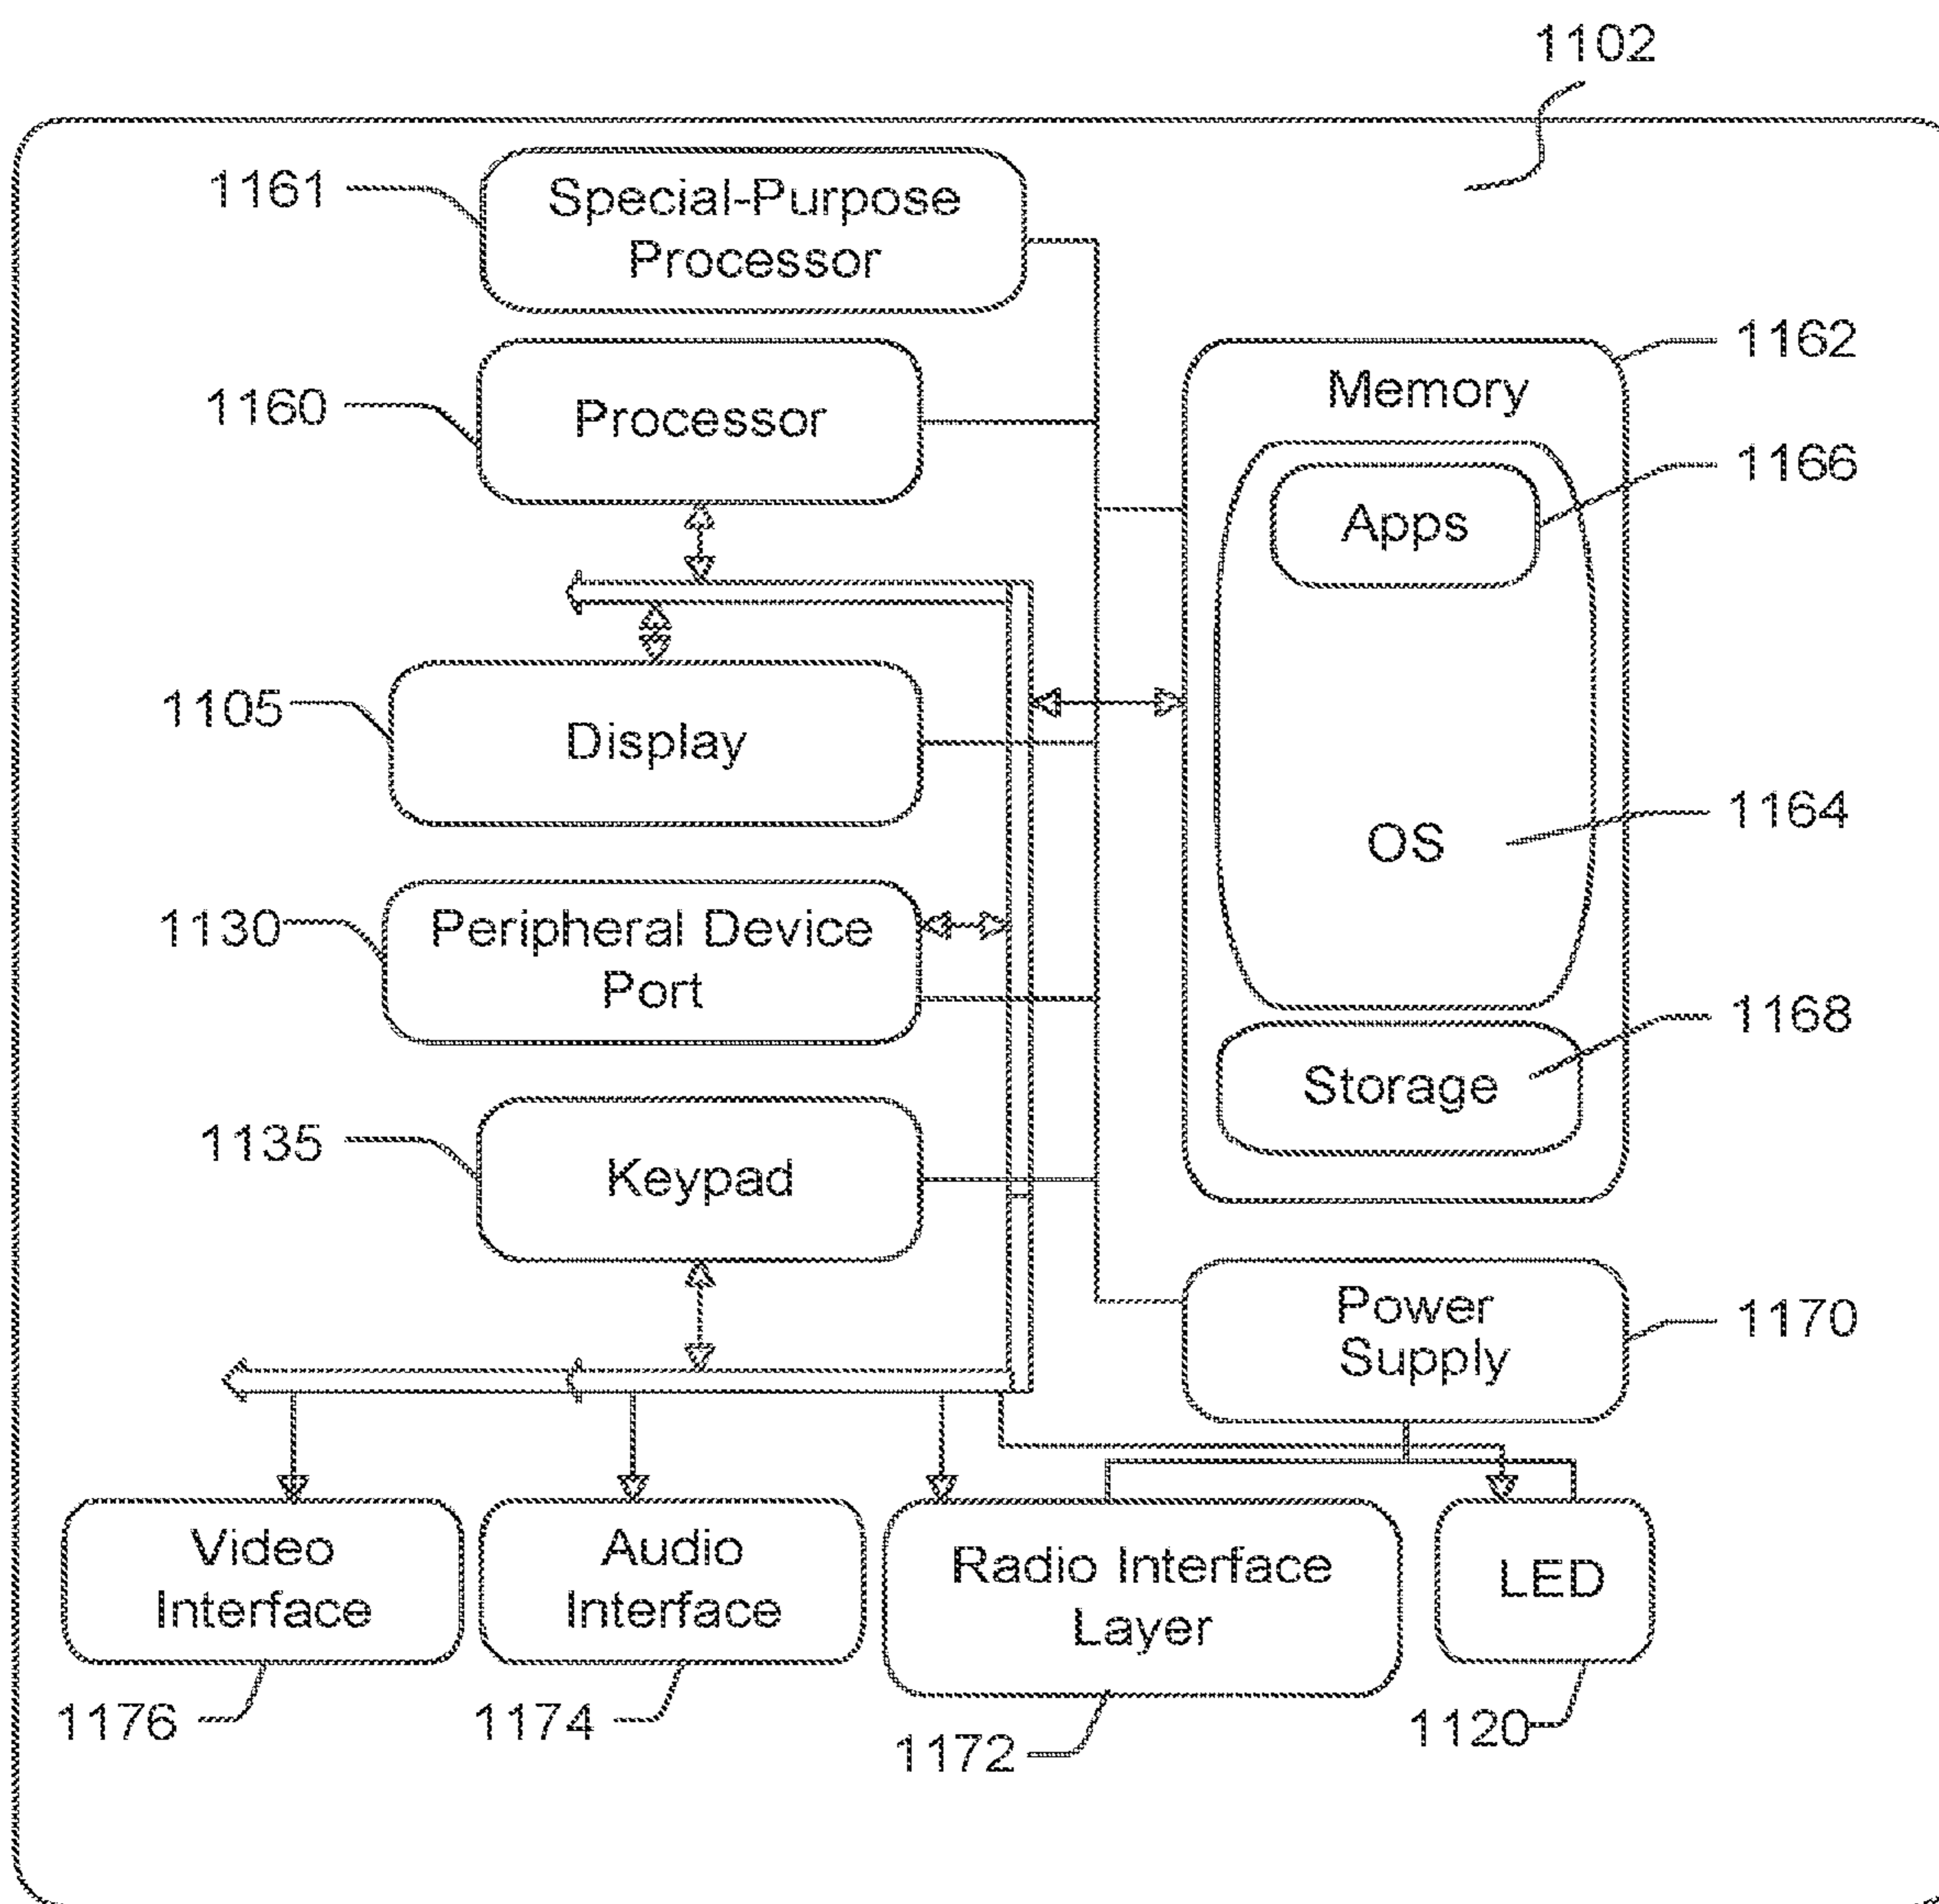 1102
1161
Special-Purpose
Processor
1160
Processor
1162
Memory
1166
Apps
1105
Display
1164
OS
1130
Peripheral Device
Port
1168
Storage
1135
Keypad
Power
Supply
1170
Video
Interface
Audio
Interface
Radio Interface
Layer
LED
1176
1174
1172
1120